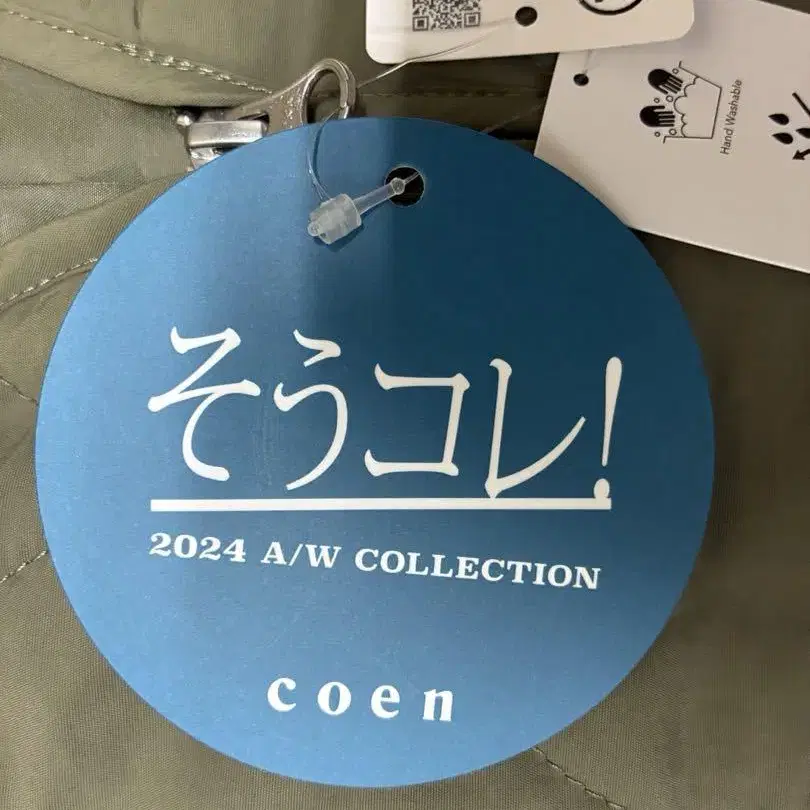 Hand Washable
そうコレ!
2024 A/W COLLECTION
coen